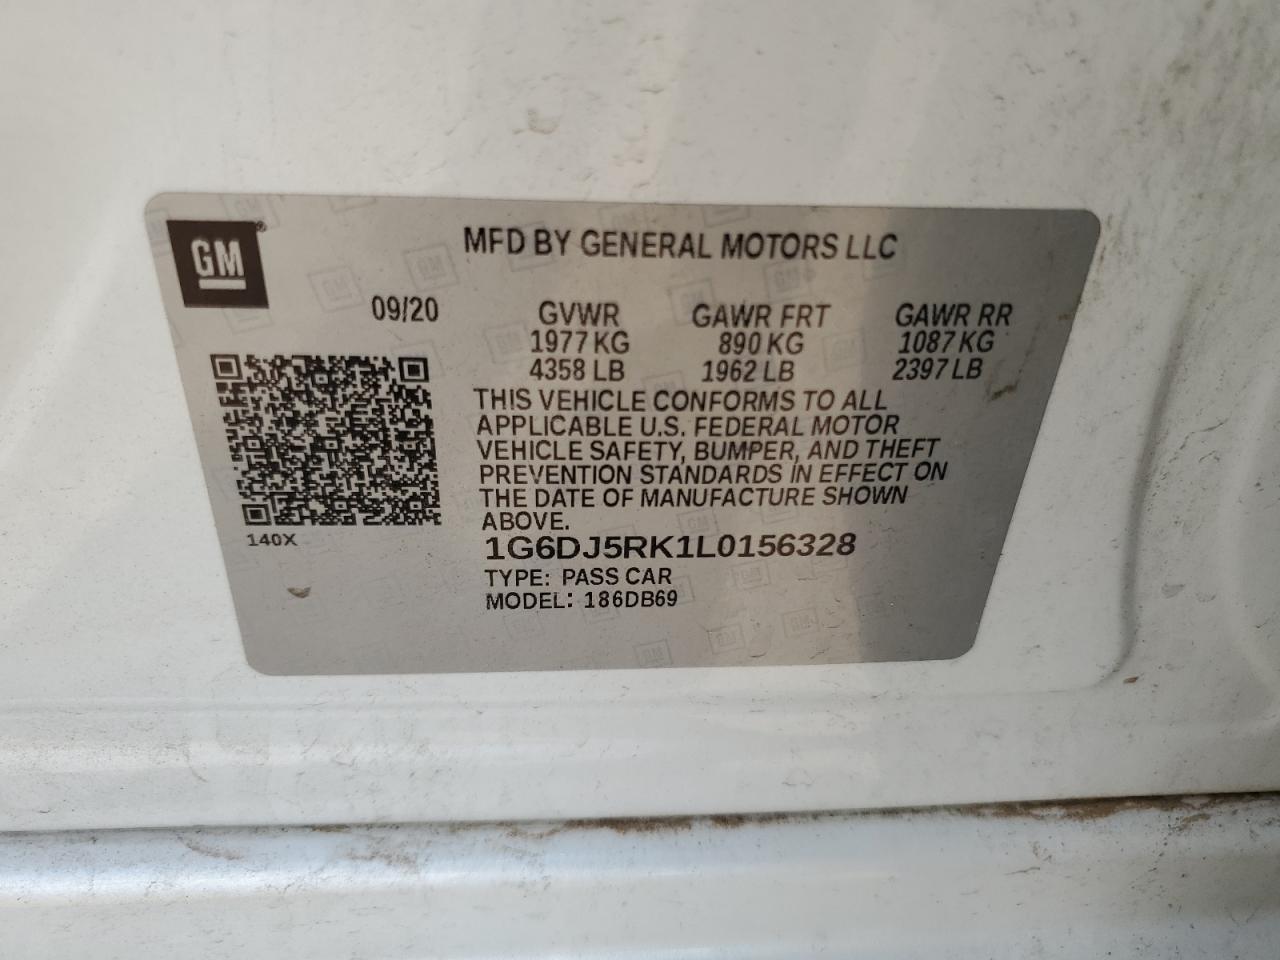 GM®
MFD BY GENERAL MOTORS LLC
09/20
GVWR GAWR FRT GAWR RR
1977 KG 890 KG 1087 KG
4358 LB 1962 LB 2397 LB
THIS VEHICLE CONFORMS TO ALL
APPLICABLE U.S. FEDERAL MOTOR
VEHICLE SAFETY, BUMPER, AND THEFT
PREVENTION STANDARDS IN EFFECT ON
THE DATE OF MANUFACTURE SHOWN
ABOVE.
140X
1G6DJ5RK1L0156328
TYPE: PASS CAR
MODEL: 186DB69